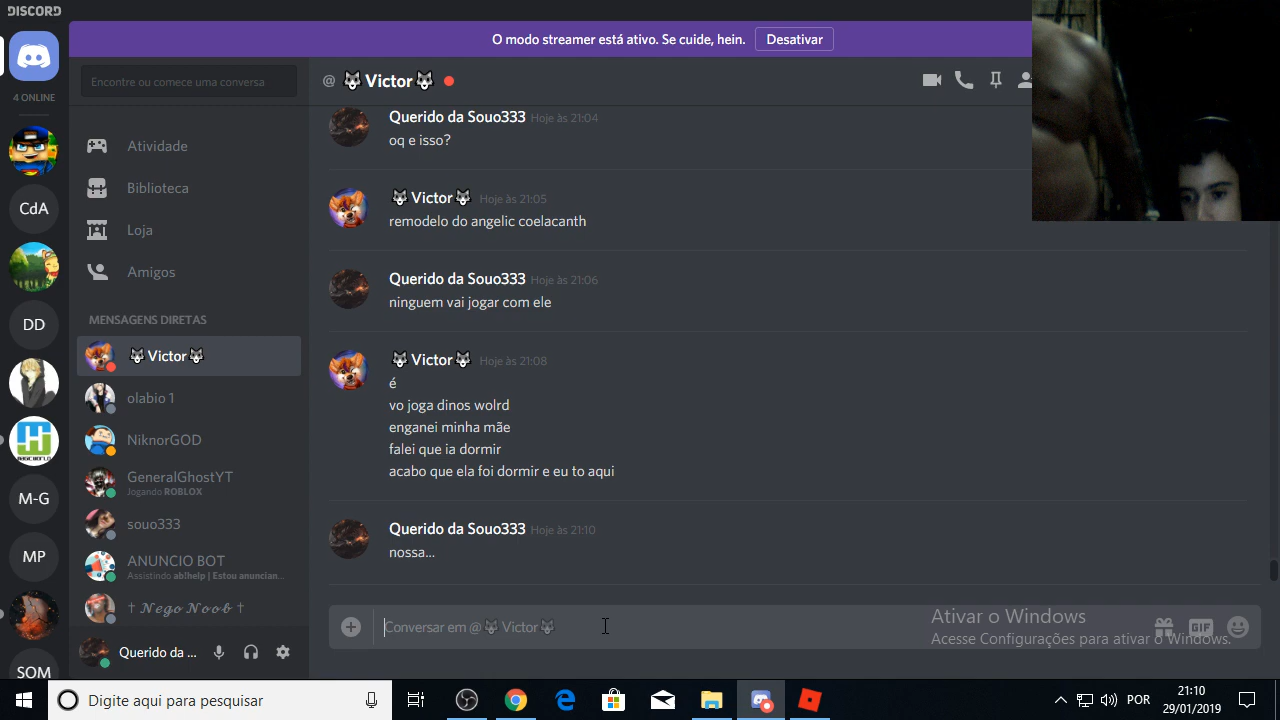 DISCORD
O modo streamer está ativo. Se cuide, hein.
Desativar
Encontre ou comece uma conversa
@ Victor
4 ONLINE
Atividade
Biblioteca
Loja
Amigos
MENSAGENS DIRETAS
Victor
olabio 1
NiknorGOD
GeneralGhostYT
Jogando ROBLOX
souo333
ANUNCIO BOT
Assistindo ab!help | Estou anuncian...
† Nego Noob †
Querido da ...
CdA
DD
M-G
MP
SOM
Querido da Souo333 Hoje às 21:04
oq e isso?
Victor Hoje às 21:05
remodelo do angelic coelacanth
Querido da Souo333 Hoje às 21:06
ninguem vai jogar com ele
Victor Hoje às 21:08
é
vo joga dinos wolrd
enganei minha mãe
falei que ia dormir
acabo que ela foi dormir e eu to aqui
Querido da Souo333 Hoje às 21:10
nossa...
Conversar em @ Victor
GIF
Ativar o Windows
Acesse Configurações para ativar o Windows.
Digite aqui para pesquisar
POR
21:10
29/01/2019